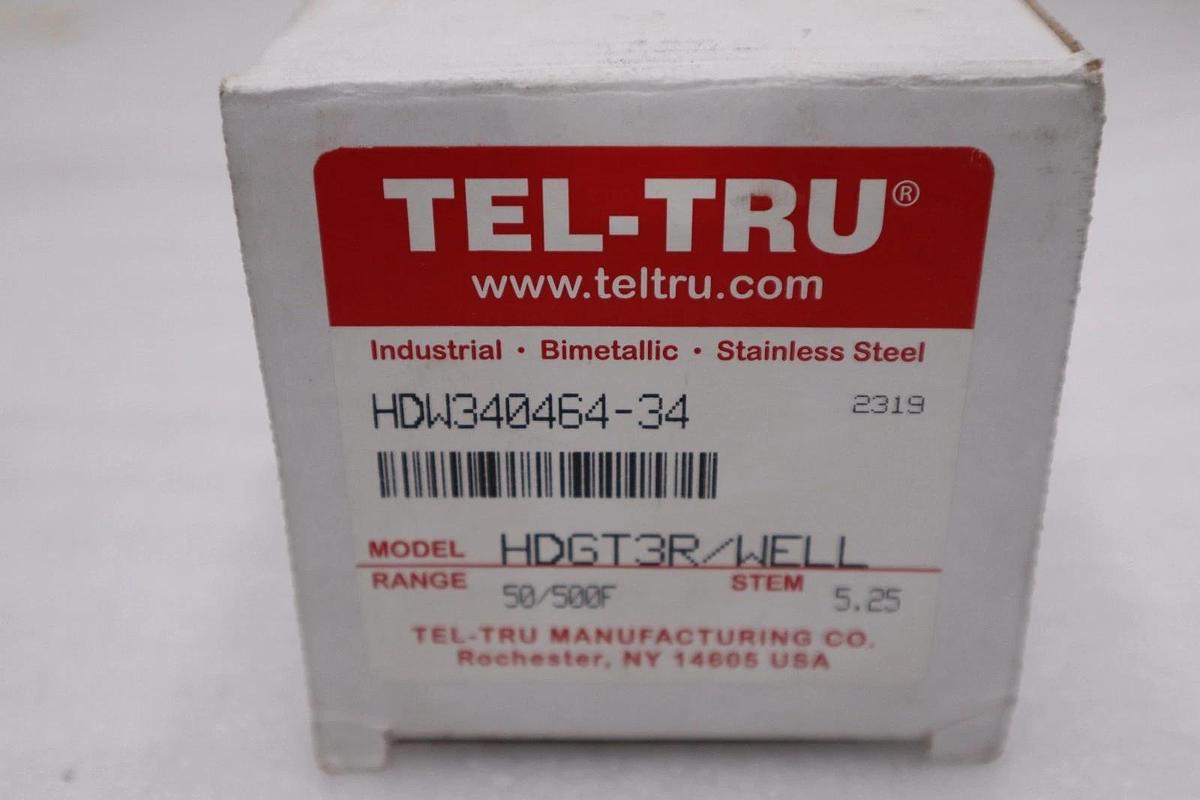 TEL-TRU®
www.teltru.com
Industrial • Bimetallic • Stainless Steel
HDW340464-34 2319
MODEL HDGT3R/WELL
RANGE 50/500F STEM 5.25
TEL-TRU MANUFACTURING CO.
Rochester, NY 14605 USA